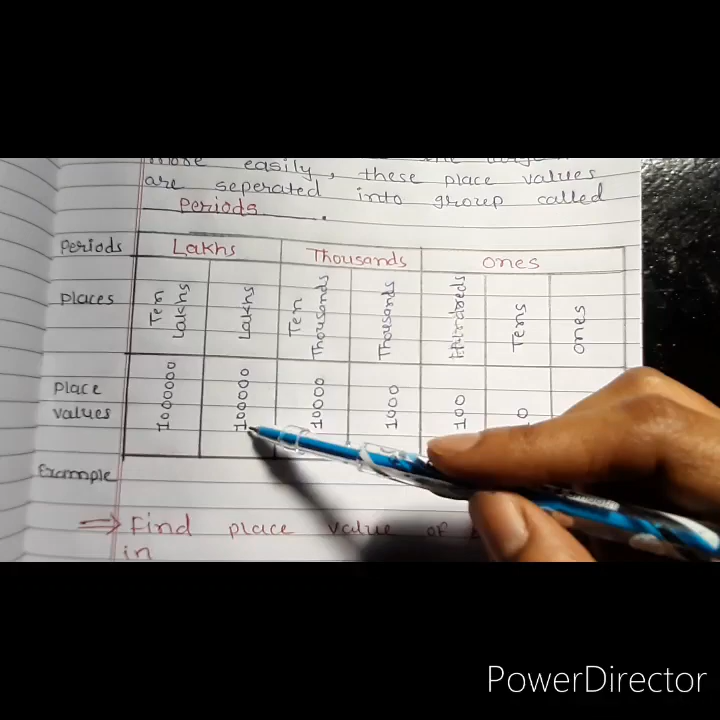 more easily, these place values
are seperated into group called
Periods.
Periods Lakhs Thousands ones
places Ten Lakhs Lakhs Ten Thousands Thousands Hundreds Tens ones
place values 1000000 100000 10000 1000 100
Example
⇒ Find place value of
in
PowerDirector